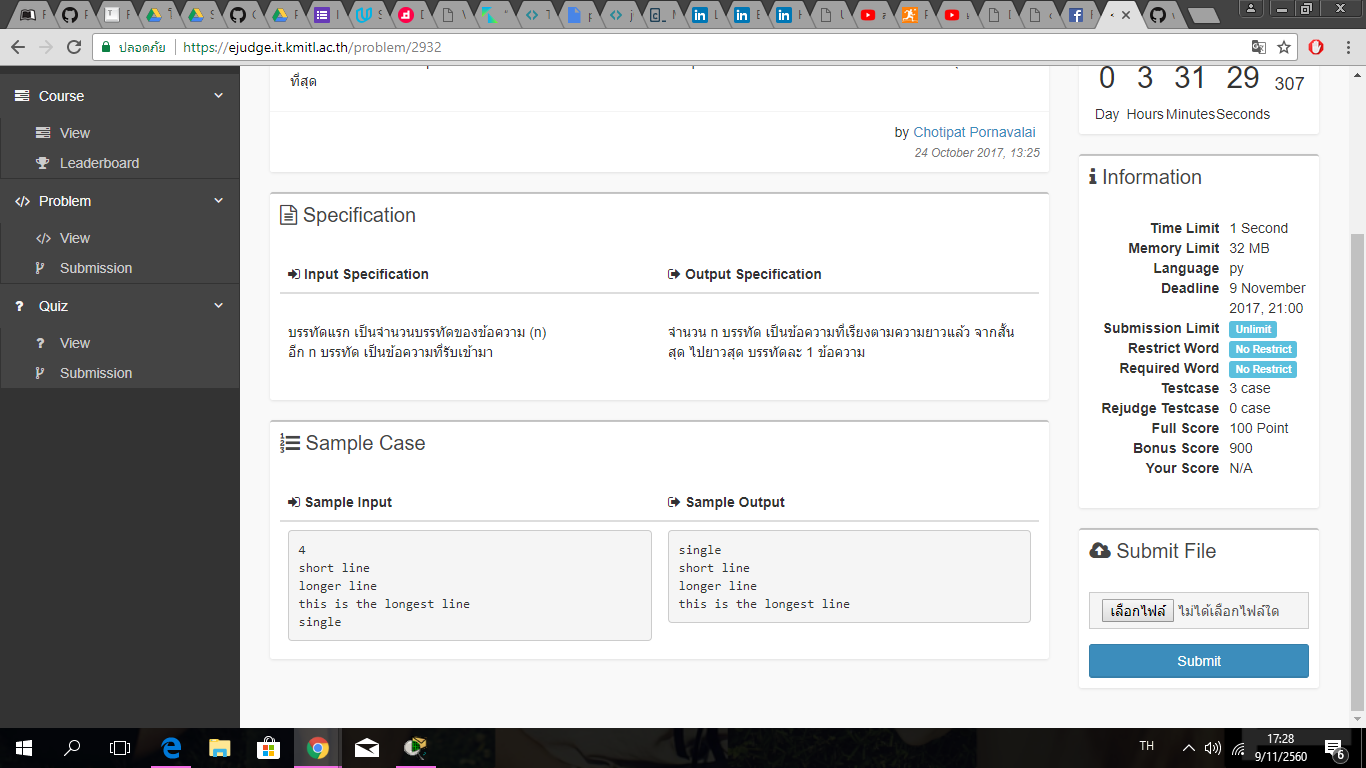 ปลอดภัย
https://ejudge.it.kmitl.ac.th/problem/2932
Course
View
Leaderboard
Problem
View
Submission
Quiz
View
Submission
ที่สุด
by Chotipat Pornavalai
24 October 2017, 13:25
Specification
Input Specification
Output Specification
บรรทัดแรก เป็นจำนวนบรรทัดของข้อความ (n)
อีก n บรรทัด เป็นข้อความที่รับเข้ามา
จำนวน n บรรทัด เป็นข้อความที่เรียงตามความยาวแล้ว จากสั้น
สุด ไปยาวสุด บรรทัดละ 1 ข้อความ
Sample Case
Sample Input
Sample Output
4
short line
longer line
this is the longest line
single
single
short line
longer line
this is the longest line
0 3 31 29 307
Day Hours Minutes Seconds
Information
Time Limit 1 Second
Memory Limit 32 MB
Language py
Deadline 9 November
2017, 21:00
Submission Limit Unlimit
Restrict Word No Restrict
Required Word No Restrict
Testcase 3 case
Rejudge Testcase 0 case
Full Score 100 Point
Bonus Score 900
Your Score N/A
Submit File
เลือกไฟล์ ไม่ได้เลือกไฟล์ใด
Submit
TH
17:28
9/11/2560
6